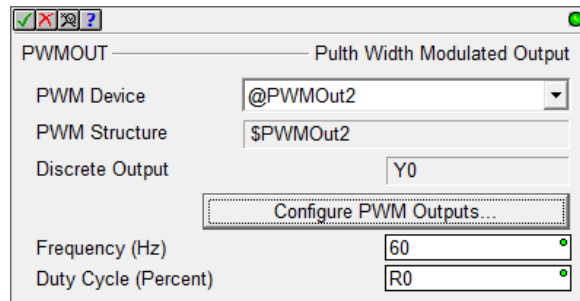 PWMOUT Pulth Width Modulated Output
PWM Device @PWMOut2
PWM Structure $PWMOut2
Discrete Output Y0
Configure PWM Outputs...
Frequency (Hz) 60
Duty Cycle (Percent) R0